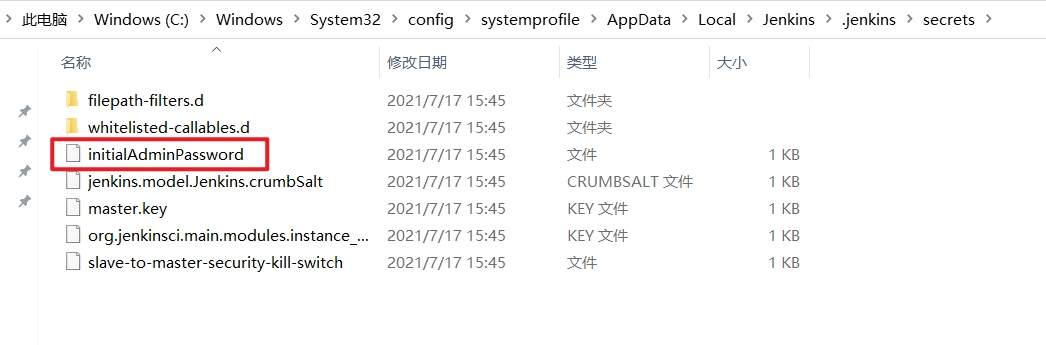 此电脑 > Windows (C:) > Windows > System32 > config > systemprofile > AppData > Local > Jenkins > .jenkins > secrets >
名称 修改日期 类型 大小
filepath-filters.d 2021/7/17 15:45 文件夹
whitelisted-callables.d 2021/7/17 15:45 文件夹
initialAdminPassword 2021/7/17 15:45 文件 1 KB
jenkins.model.Jenkins.crumbSalt 2021/7/17 15:45 CRUMBSALT 文件 1 KB
master.key 2021/7/17 15:45 KEY 文件 1 KB
org.jenkinsci.main.modules.instance_... 2021/7/17 15:45 KEY 文件 1 KB
slave-to-master-security-kill-switch 2021/7/17 15:45 文件 1 KB